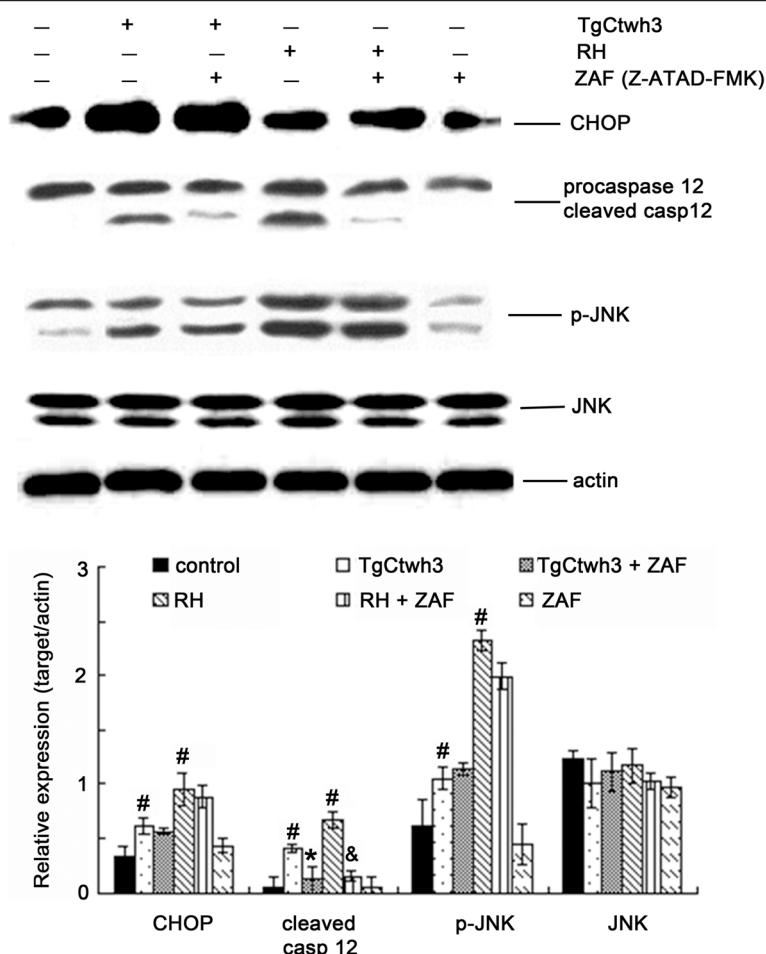 – + + – – – TgCtwh3
– – – + + – RH
– – + – + + ZAF (Z-ATAD-FMK)
CHOP
procaspase 12
cleaved casp12
p-JNK
JNK
actin
Relative expression (target/actin)
3
2
1
0
control TgCtwh3 TgCtwh3 + ZAF
RH RH + ZAF ZAF
# # # * # & # #
CHOP cleaved casp 12 p-JNK JNK